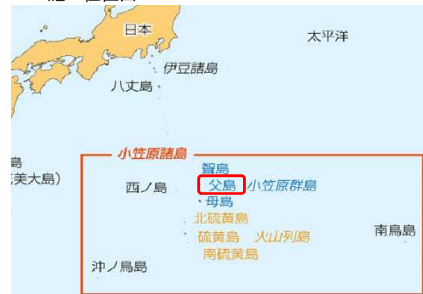 日本
太平洋
伊豆諸島
八丈島
小笠原諸島
島
美大島）
聟島
西ノ島
父島
小笠原群島
母島
北硫黄島
硫黄島
火山列島
南鳥島
南硫黄島
沖ノ鳥島